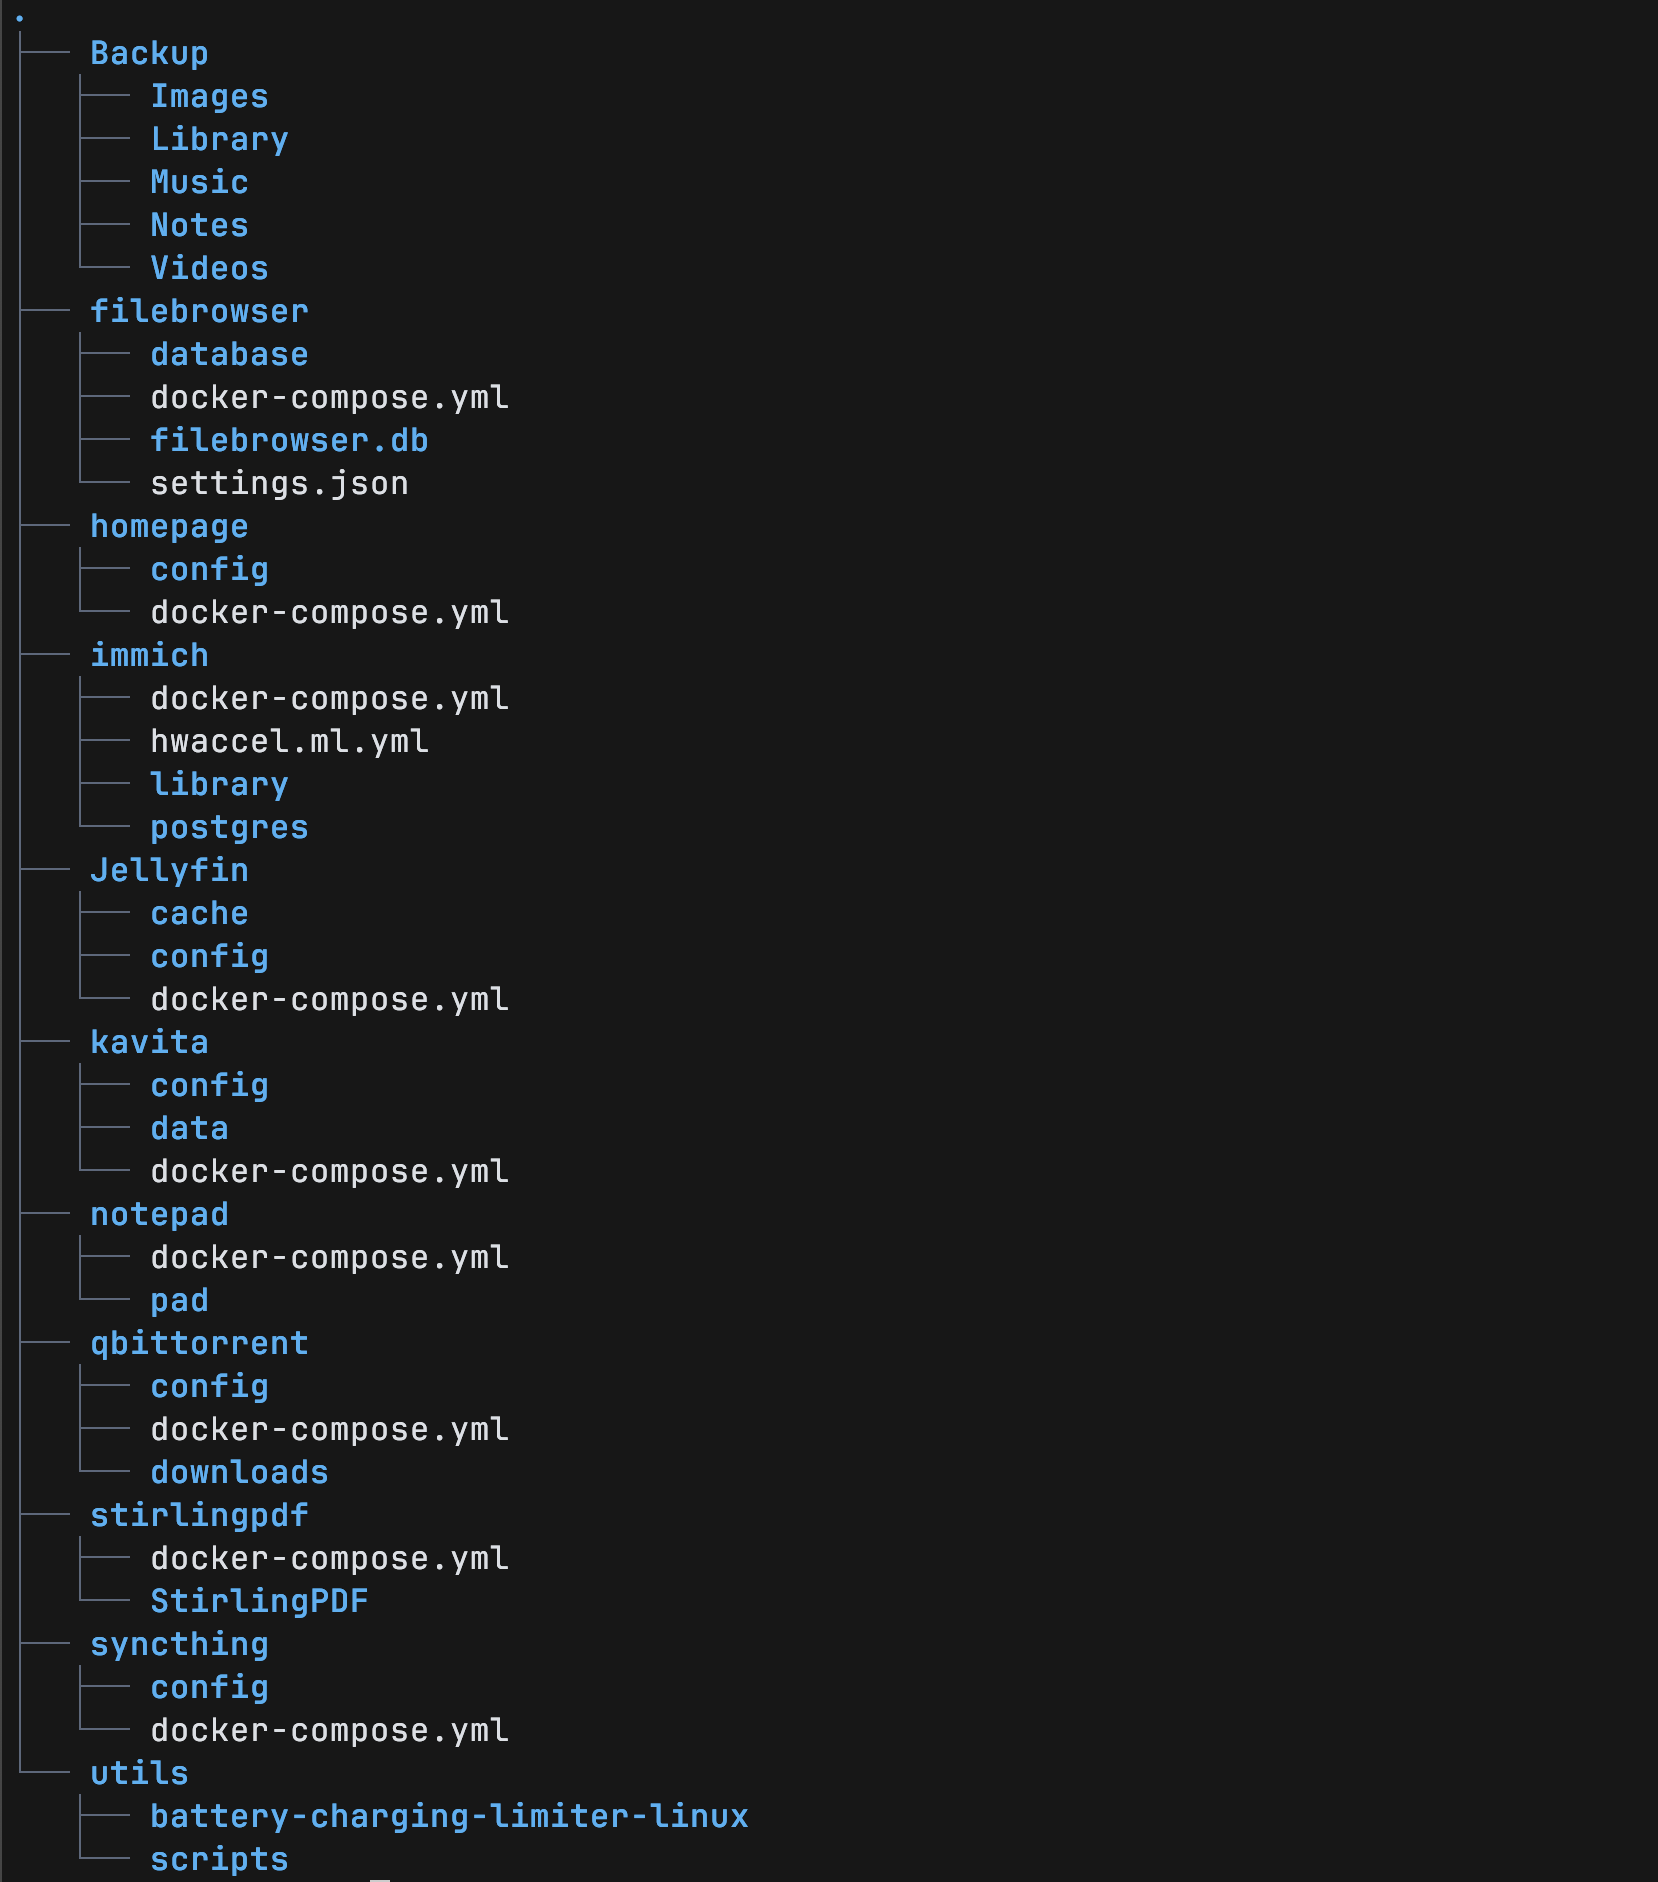 .
├── Backup
│  ├── Images
│  ├── Library
│  ├── Music
│  ├── Notes
│  └── Videos
├── filebrowser
│  ├── database
│  ├── docker-compose.yml
│  ├── filebrowser.db
│  └── settings.json
├── homepage
│  ├── config
│  └── docker-compose.yml
├── immich
│  ├── docker-compose.yml
│  ├── hwaccel.ml.yml
│  ├── library
│  └── postgres
├── Jellyfin
│  ├── cache
│  ├── config
│  └── docker-compose.yml
├── kavita
│  ├── config
│  ├── data
│  └── docker-compose.yml
├── notepad
│  ├── docker-compose.yml
│  └── pad
├── qbittorrent
│  ├── config
│  ├── docker-compose.yml
│  └── downloads
├── stirlingpdf
│  ├── docker-compose.yml
│  └── StirlingPDF
├── syncthing
│  ├── config
│  └── docker-compose.yml
└── utils
   ├── battery-charging-limiter-linux
   └── scripts